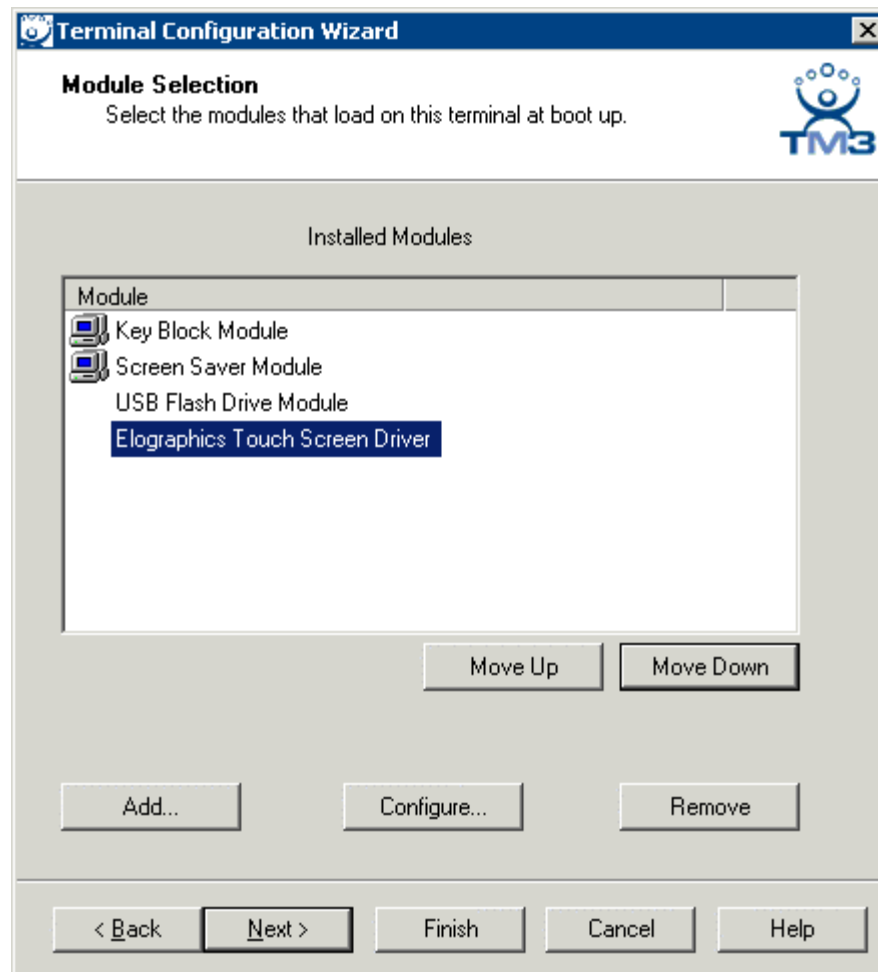 Terminal Configuration Wizard
Module Selection
Select the modules that load on this terminal at boot up.
TM3
Installed Modules
Module
Key Block Module
Screen Saver Module
USB Flash Drive Module
Elographics Touch Screen Driver
Move Up Move Down
Add... Configure... Remove
< Back Next > Finish Cancel Help